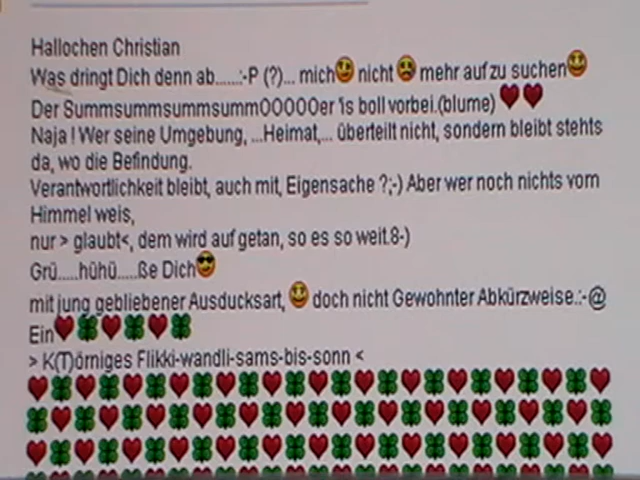 Hallochen Christian
Was dringt Dich denn ab......:-P (?)... mich nicht mehr auf zu suchen
Der SummsummsummsummOOOOOer 'is boll vorbei.(blume)
Naja ! Wer seine Umgebung, ...Heimat,... überteilt nicht, sondern bleibt stehts
da, wo die Befindung.
Verantwortlichkeit bleibt, auch mit, Eigensache ?;-) Aber wer noch nichts vom
Himmel weis,
nur > glaubt<, dem wird auf getan, so es so weit.8-)
Grü.....hühü.....ße Dich
mit jung gebliebener Ausducksart, doch nicht Gewohnter Abkürzweise.:-@
Ein
> K(T)örniges Flikki-wandli-sams-bis-sonn <